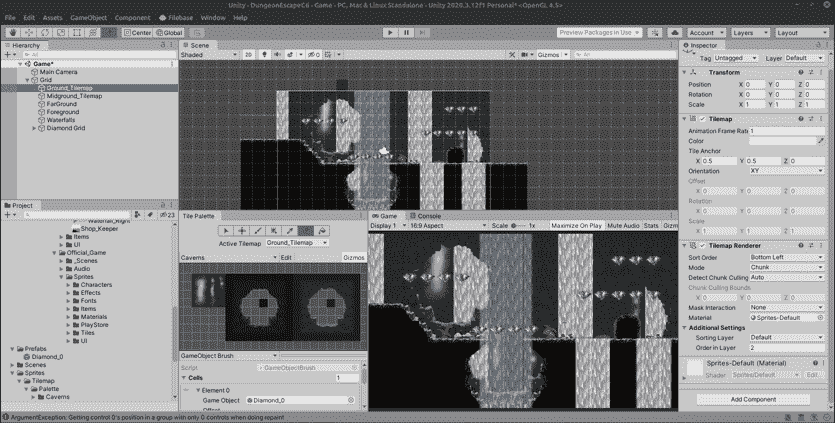 Unity - DungeonEscapeC6 - Game - PC, Mac & Linux Standalone - Unity 2020.3.12f1 Personal* <OpenGL 4.5>
File Edit Assets GameObject Component Filebase Window Help
Center Global Preview Packages in Use Account Layers Layout
Hierarchy
All
Game*
Main Camera
Grid
Ground_Tilemap
Midground_Tilemap
FarGround
Foreground
Waterfalls
Diamond Grid
Scene
Shaded 2D 0 Gizmos All
Project
23
Shop_Keeper
Items
UI
Official_Game
_Scenes
Audio
Sprites
Characters
Effects
Fonts
Items
Materials
PlayStore
Tiles
UI
Prefabs
Diamond_0
Scenes
Sprites
Tilemap
Palette
Caverns
Tile Palette
Active Tilemap Ground_Tilemap
Caverns Edit Gizmos
GameObject Brush
Script GameObjectBrush
Cells 1
Element 0
Game Object Diamond_0
Offset
Game Console
Display 1 16:9 Aspect Scale 1x Maximize On Play Mute Audio Stats Gizm
Inspector
Tag Untagged Layer Default
Transform
Position X 0 Y 0 Z 0
Rotation X 0 Y 0 Z 0
Scale X 1 Y 1 Z 1
Tilemap
Animation Frame Rate 1
Color
Tile Anchor
X 0.5 Y 0.5 Z 0
Orientation XY
Offset
X 0 Y 0 Z 0
Rotation
X 0 Y 0 Z 0
Scale
X 1 Y 1 Z 1
Tilemap Renderer
Sort Order Bottom Left
Mode Chunk
Detect Chunk Culling Auto
Chunk Culling Bounds
X 0 Y 0 Z 0
Mask Interaction None
Material Sprites-Default
Additional Settings
Sorting Layer Default
Order in Layer 2
Sprites-Default (Material)
Shader Sprites/Default Edit...
Add Component
ArgumentException: Getting control 0's position in a group with only 0 controls when doing repaint